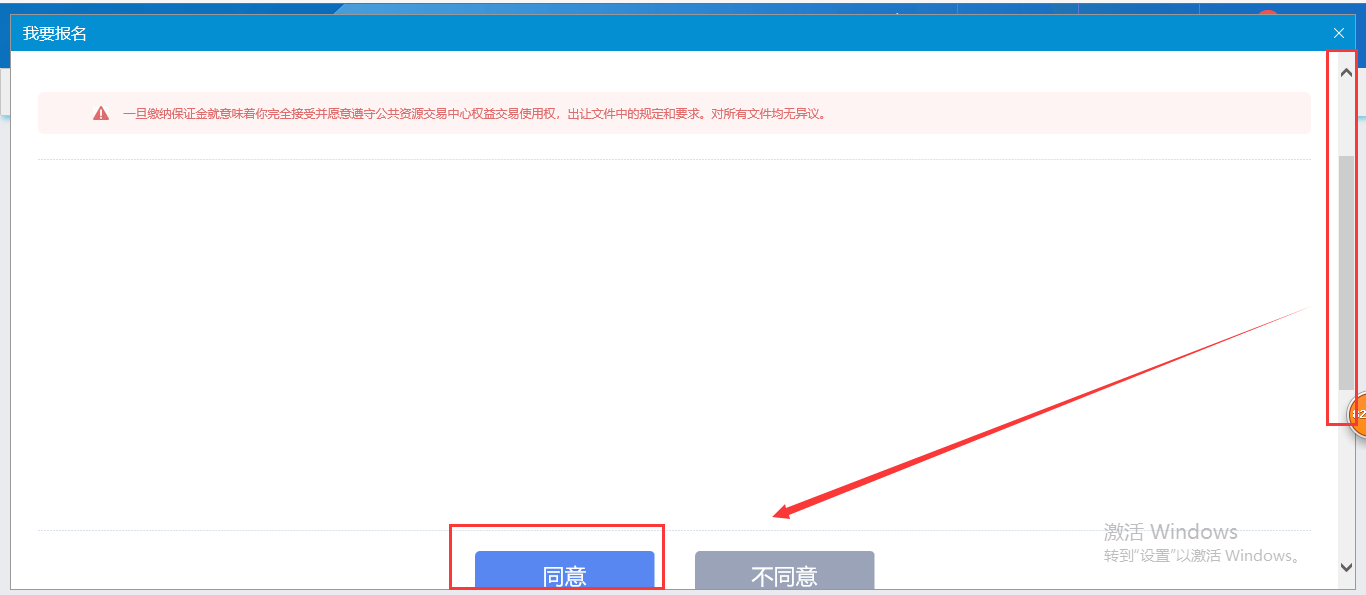 我要报名
一旦缴纳保证金就意味着你完全接受并愿意遵守公共资源交易中心权益交易使用权，出让文件中的规定和要求。对所有文件均无异议。
82
激活 Windows
转到"设置"以激活 Windows。
同意
不同意